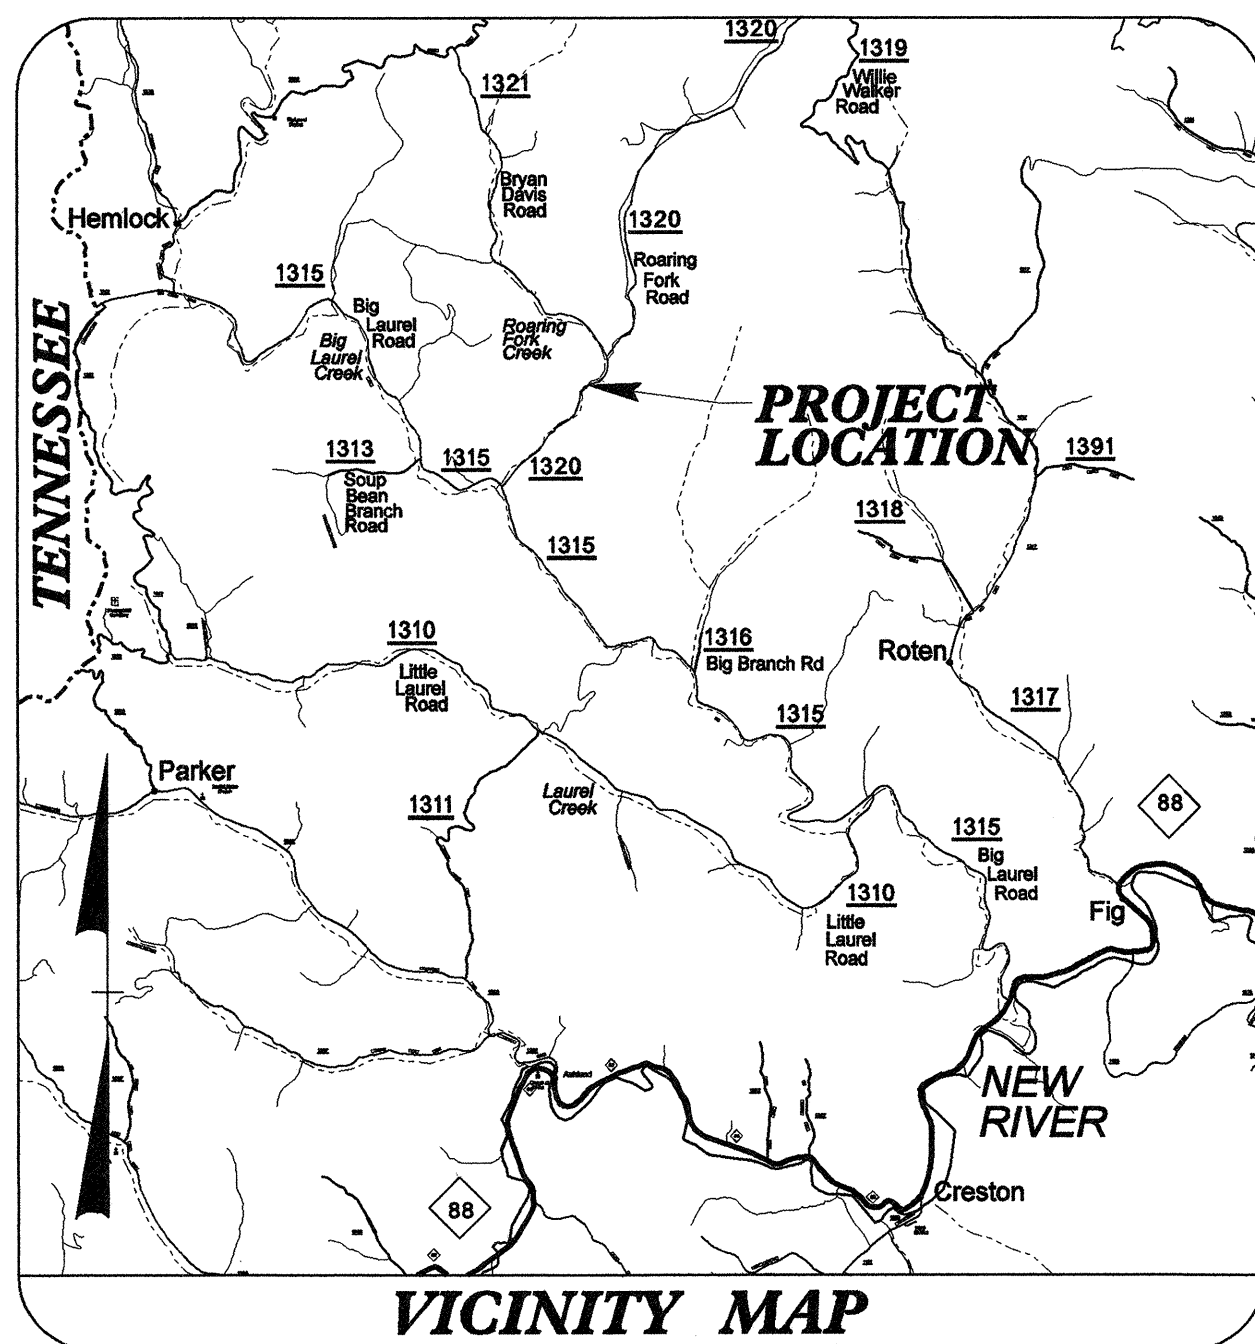 1320
1319
Willie
Walker
Road
1321
Bryan
Davis
Road
Hemlock
1320
Roaring
Fork
Road
1315
Big
Laurel
Road
Big
Laurel
Creek
Roaring
Fork
Creek
TENNESSEE
PROJECT
LOCATION
1313
Soup
Bean
Branch
Road
1315
1320
1391
1318
1315
1310
Little
Laurel
Road
1316
Big Branch Rd
Roten
1317
1315
Parker
1311
Laurel
Creek
88
1315
Big
Laurel
Road
1310
Little
Laurel
Road
Fig
Ashland
NEW
RIVER
88
Creston
VICINITY MAP